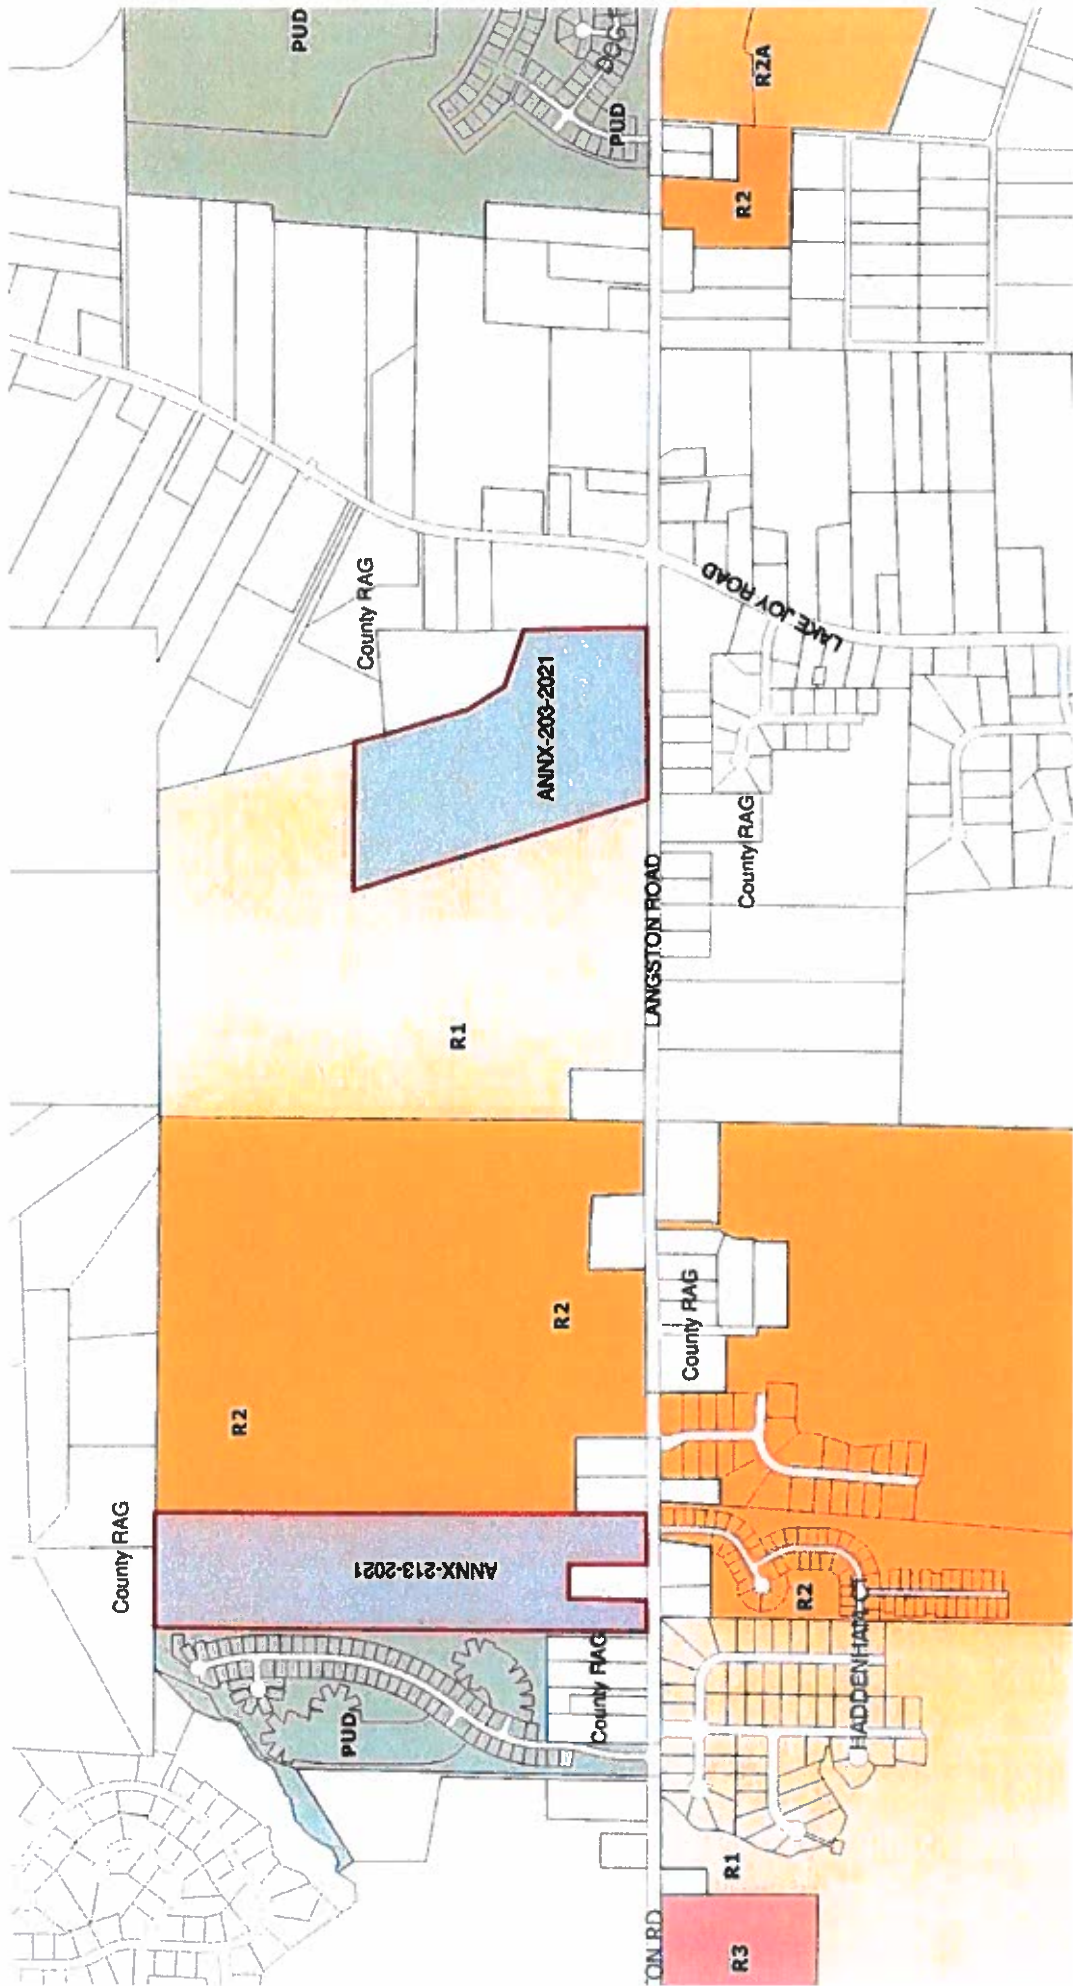 PUD
PUD
R2A
R2
County RAG
LAKE JOY ROAD
ANNX-203-2021
County RAG
LANGSTON ROAD
R1
R2
R2
County RAG
County RAG
ANNX-213-2021
R2
HADDENHAM CT
County RAG
PUD
R1
R3
TON RD